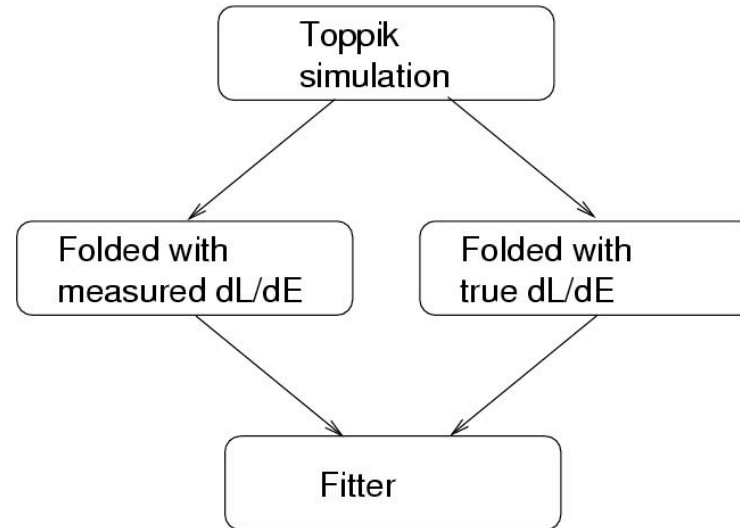 Toppik
simulation
Folded with
measured dL/dE
Folded with
true dL/dE
Fitter